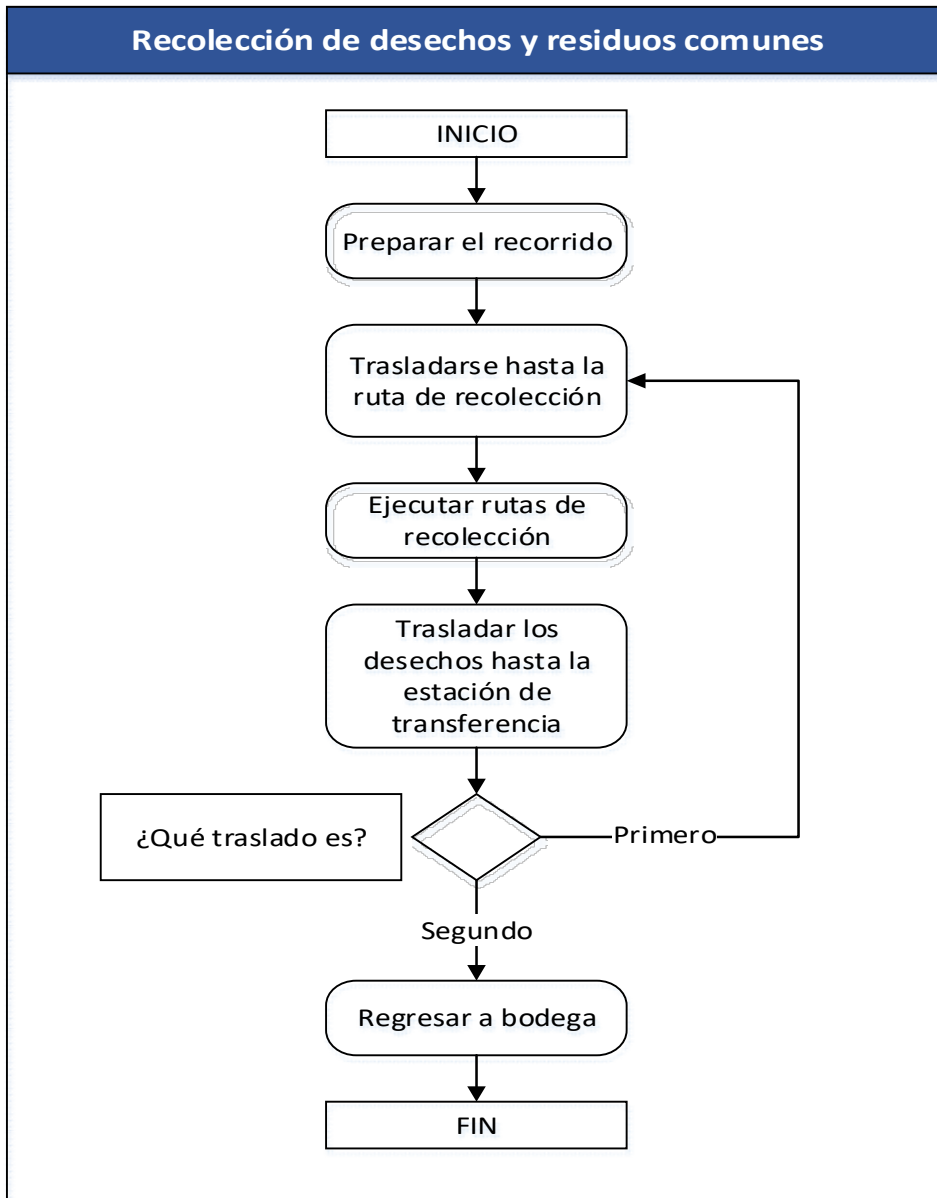 Recolección de desechos y residuos comunes
INICIO
Preparar el recorrido
Trasladarse hasta la
ruta de recolección
Ejecutar rutas de
recolección
Trasladar los
desechos hasta la
estación de
transferencia
¿Qué traslado es?
Primero
Segundo
Regresar a bodega
FIN